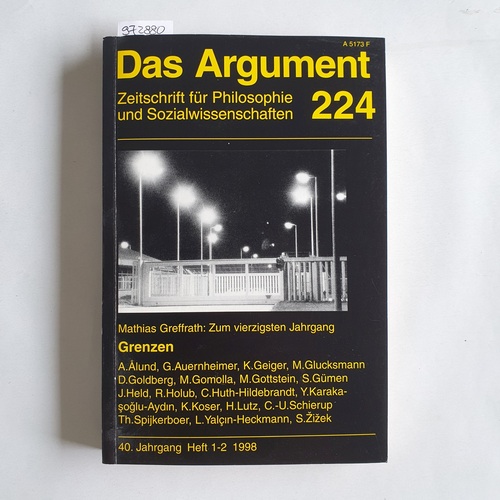 972880
A 5173 F
Das Argument
Zeitschrift für Philosophie
und Sozialwissenschaften
224
Mathias Greffrath: Zum vierzigsten Jahrgang
Grenzen
A.Ålund, G.Auernheimer, K.Geiger, M.Glucksmann
D.Goldberg, M.Gomolla, M.Gottstein, S.Gümen
J.Held, R.Holub, C.Huth-Hildebrandt, Y.Karaka-
şoğlu-Aydın, K.Koser, H.Lutz, C.-U.Schierup
Th.Spijkerboer, L.Yalçın-Heckmann, S.Žižek
40. Jahrgang Heft 1-2 1998